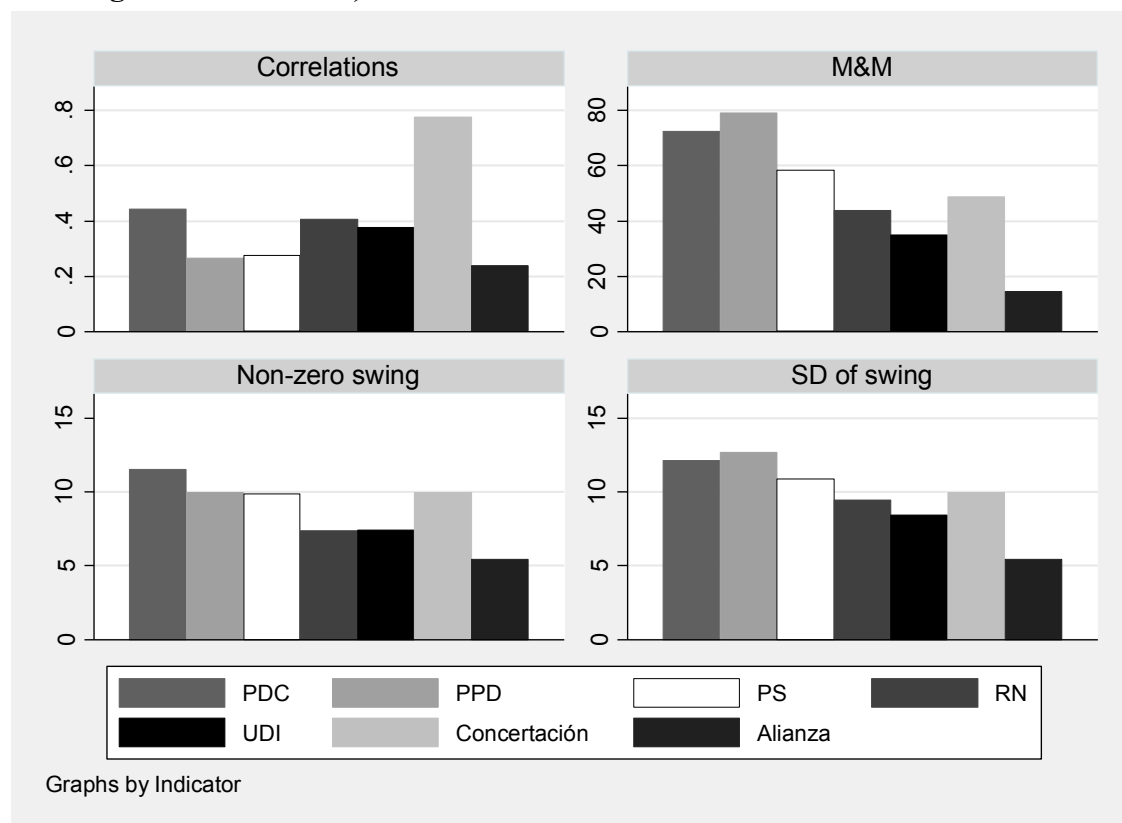 Correlations
.8
.6
.4
.2
0
M&M
80
60
40
20
0
Non-zero swing
15
10
5
0
SD of swing
15
10
5
0
PDC PPD PS RN
UDI Concertación Alianza
Graphs by Indicator